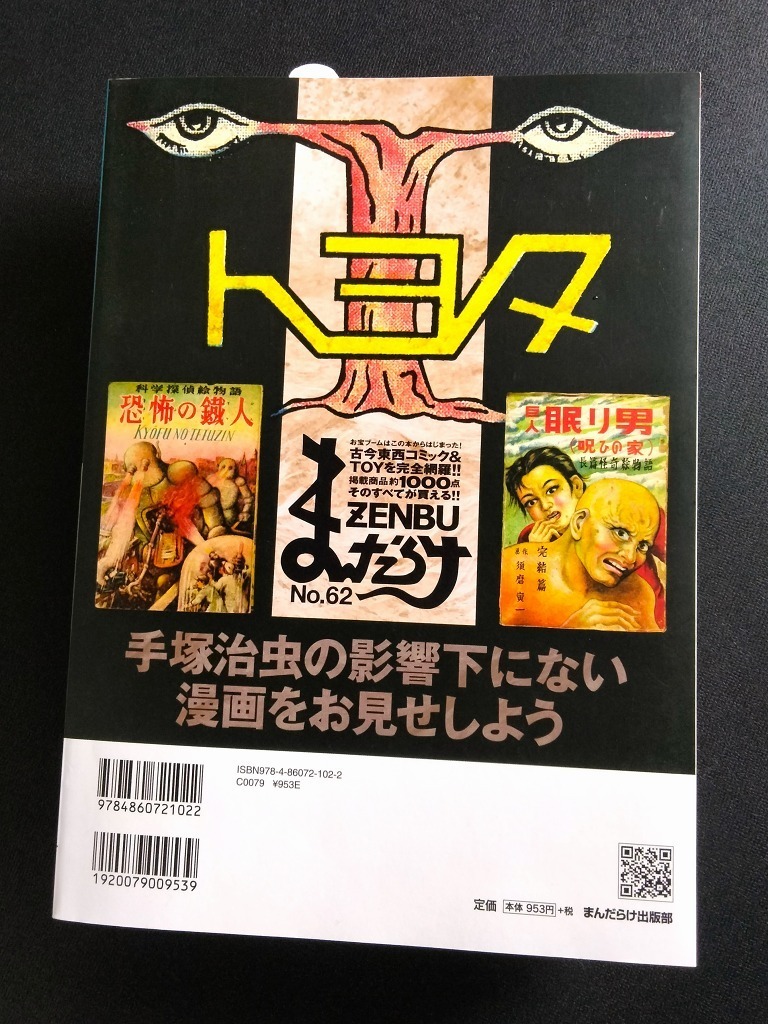 トヨタ
科学探偵絵物語
恐怖の鐵人
KYOFU NO TETUZIN
お宝ブームはこの本からはじまった!
古今東西コミック&
TOYを完全網羅!!
掲載商品約1000点
そのすべてが買える!!
ZENBU
まんだらけ
No.62
巨人 眠り男
(呪ひの家)
長篇怪奇絵物語
完結篇
手塚治虫の影響下にない
漫画をお見せしよう
ISBN978-4-86072-102-2
C0079 ¥953E
9784860721022
1920079009539
定価 本体 953円 +税 まんだらけ出版部